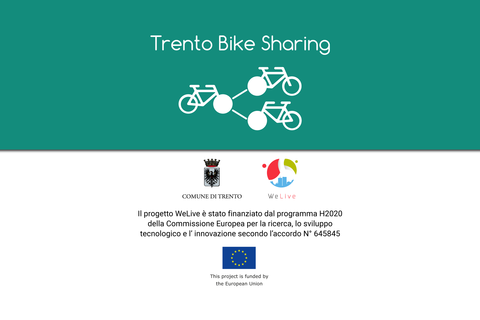 Trento Bike Sharing
COMUNE DI TRENTO
WeLive
Il progetto WeLive è stato finanziato dal programma H2020
della Commissione Europea per la ricerca, lo sviluppo
tecnologico e l' innovazione secondo l'accordo N° 645845
This project is funded by
the European Union